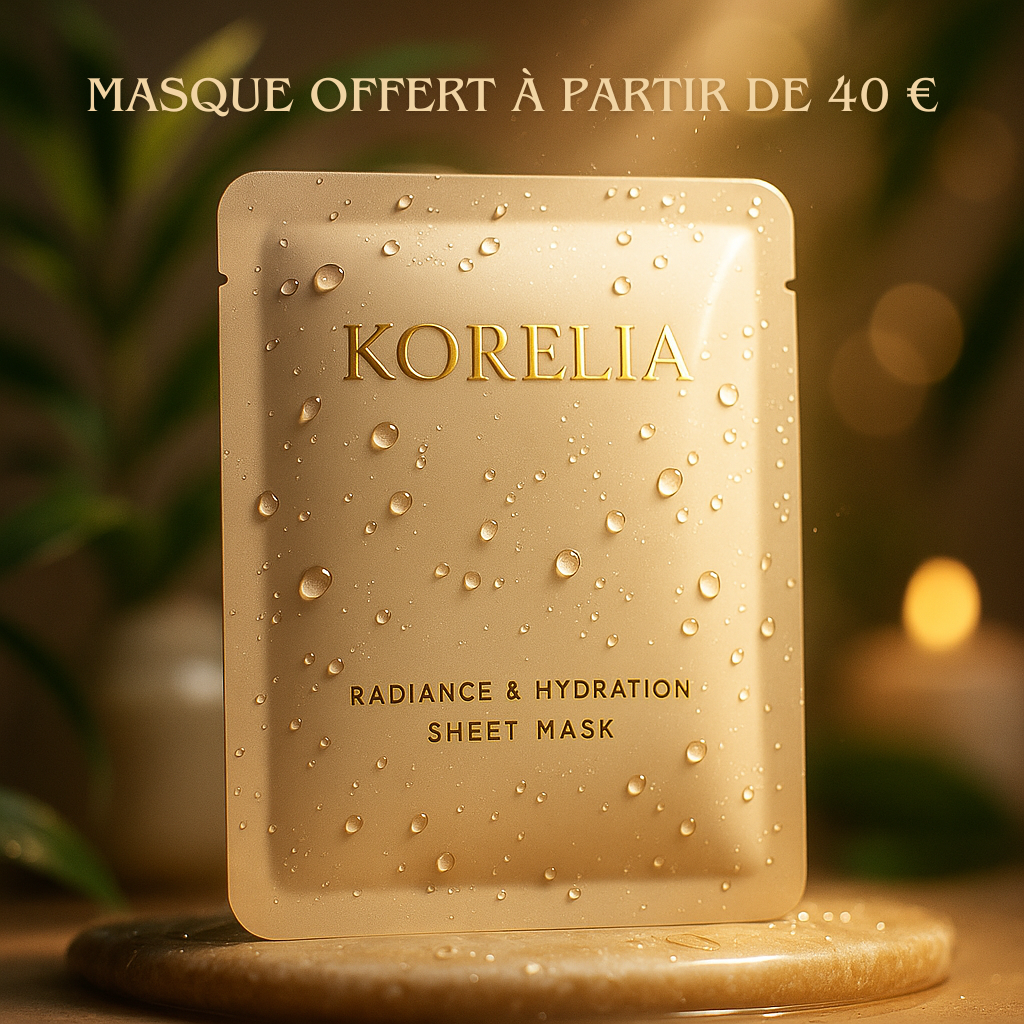 MASQUE OFFERT À PARTIR DE 40 €
KORELIA
RADIANCE & HYDRATION
SHEET MASK